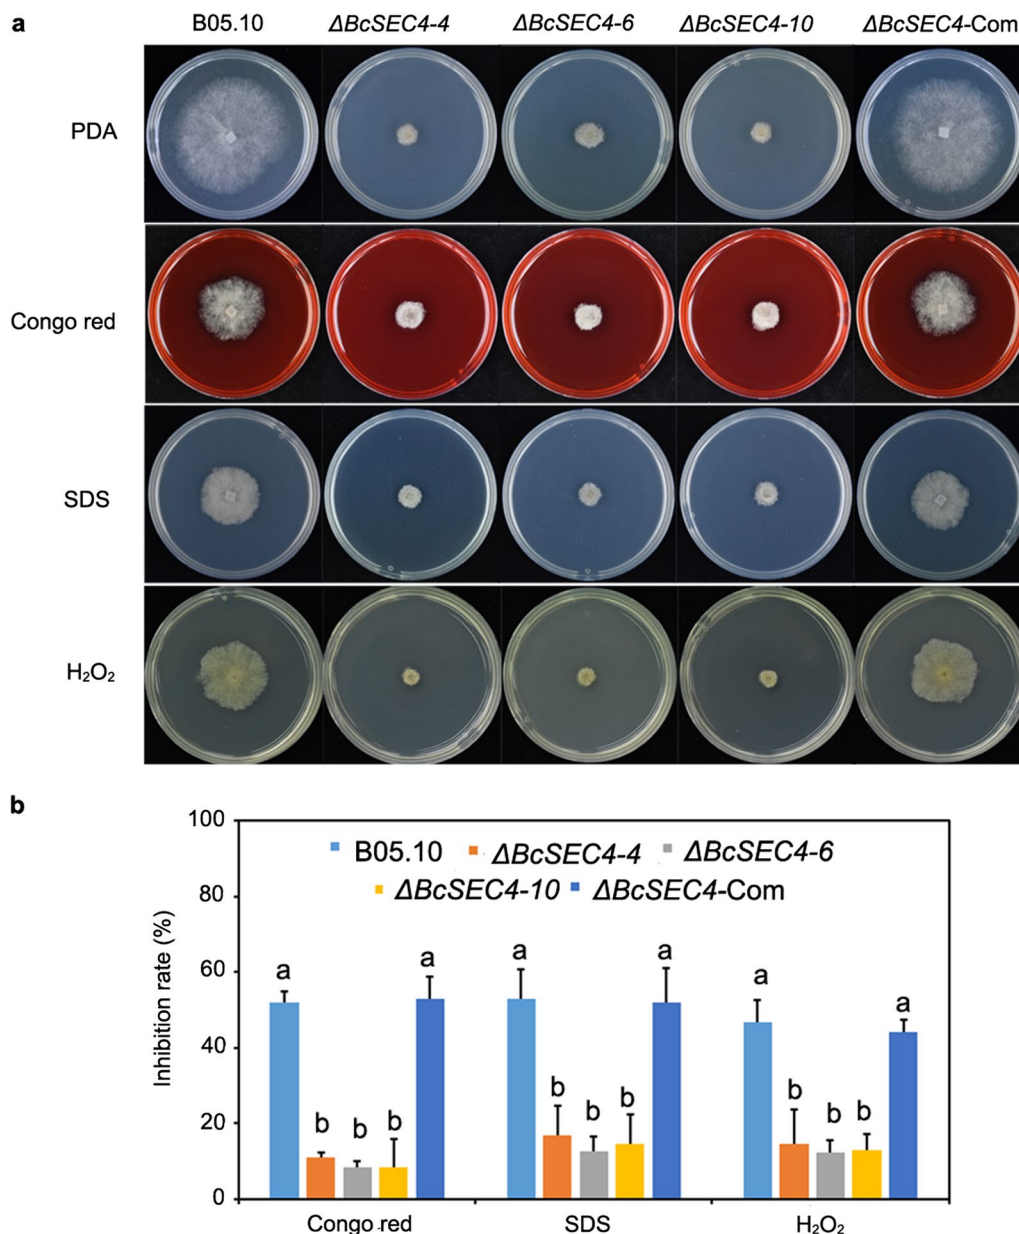 a
B05.10 ΔBcSEC4-4 ΔBcSEC4-6 ΔBcSEC4-10 ΔBcSEC4-Com
PDA
Congo red
SDS
H₂O₂
b
100
80
60
40
20
0
Inhibition rate (%)
B05.10 ΔBcSEC4-4 ΔBcSEC4-6
ΔBcSEC4-10 ΔBcSEC4-Com
a b b b a
a b b b a
a b b b a
Congo red SDS H₂O₂